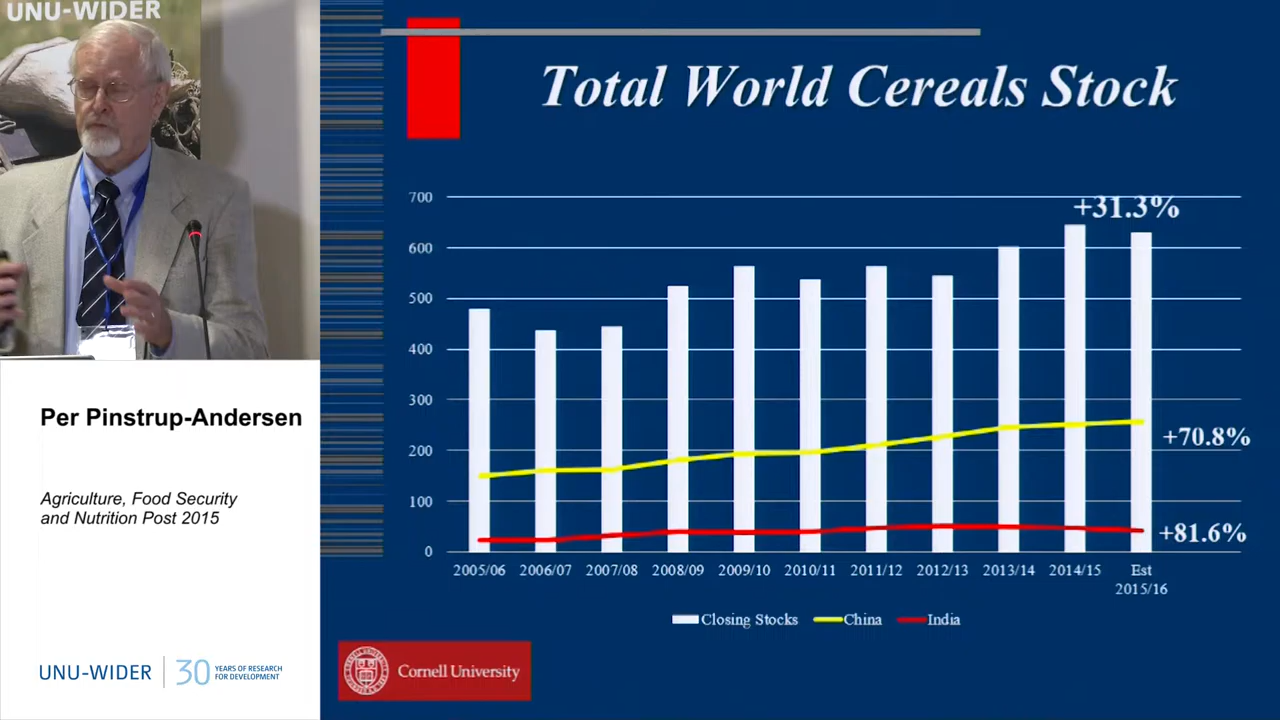 UNU-WIDER
Per Pinstrup-Andersen
Agriculture, Food Security
and Nutrition Post 2015
UNU-WIDER
30 YEARS OF RESEARCH
FOR DEVELOPMENT
Total World Cereals Stock
700
600
500
400
300
200
100
0
+31.3%
+70.8%
+81.6%
2005/06 2006/07 2007/08 2008/09 2009/10 2010/11 2011/12 2012/13 2013/14 2014/15 Est
2015/16
Closing Stocks China India
Cornell University